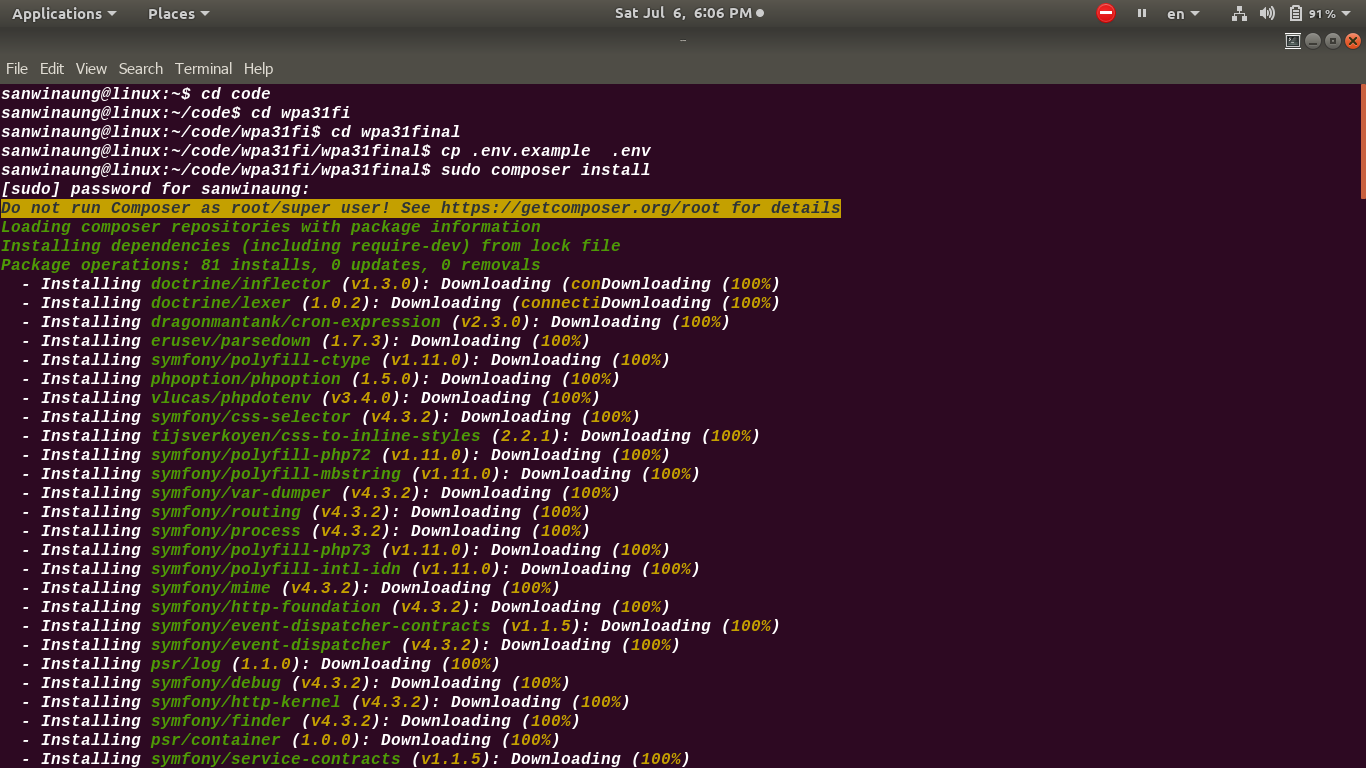 Applications Places Sat Jul 6, 6:06 PM en 91%
File Edit View Search Terminal Help
sanwinaung@linux:~$ cd code
sanwinaung@linux:~/code$ cd wpa31fi
sanwinaung@linux:~/code/wpa31fi$ cd wpa31final
sanwinaung@linux:~/code/wpa31fi/wpa31final$ cp .env.example  .env
sanwinaung@linux:~/code/wpa31fi/wpa31final$ sudo composer install
[sudo] password for sanwinaung:
Do not run Composer as root/super user! See https://getcomposer.org/root for details
Loading composer repositories with package information
Installing dependencies (including require-dev) from lock file
Package operations: 81 installs, 0 updates, 0 removals
  - Installing doctrine/inflector (v1.3.0): Downloading (conDownloading (100%)
  - Installing doctrine/lexer (1.0.2): Downloading (connectiDownloading (100%)
  - Installing dragonmantank/cron-expression (v2.3.0): Downloading (100%)
  - Installing erusev/parsedown (1.7.3): Downloading (100%)
  - Installing symfony/polyfill-ctype (v1.11.0): Downloading (100%)
  - Installing phpoption/phpoption (1.5.0): Downloading (100%)
  - Installing vlucas/phpdotenv (v3.4.0): Downloading (100%)
  - Installing symfony/css-selector (v4.3.2): Downloading (100%)
  - Installing tijsverkoyen/css-to-inline-styles (2.2.1): Downloading (100%)
  - Installing symfony/polyfill-php72 (v1.11.0): Downloading (100%)
  - Installing symfony/polyfill-mbstring (v1.11.0): Downloading (100%)
  - Installing symfony/var-dumper (v4.3.2): Downloading (100%)
  - Installing symfony/routing (v4.3.2): Downloading (100%)
  - Installing symfony/process (v4.3.2): Downloading (100%)
  - Installing symfony/polyfill-php73 (v1.11.0): Downloading (100%)
  - Installing symfony/polyfill-intl-idn (v1.11.0): Downloading (100%)
  - Installing symfony/mime (v4.3.2): Downloading (100%)
  - Installing symfony/http-foundation (v4.3.2): Downloading (100%)
  - Installing symfony/event-dispatcher-contracts (v1.1.5): Downloading (100%)
  - Installing symfony/event-dispatcher (v4.3.2): Downloading (100%)
  - Installing psr/log (1.1.0): Downloading (100%)
  - Installing symfony/debug (v4.3.2): Downloading (100%)
  - Installing symfony/http-kernel (v4.3.2): Downloading (100%)
  - Installing symfony/finder (v4.3.2): Downloading (100%)
  - Installing psr/container (1.0.0): Downloading (100%)
  - Installing symfony/service-contracts (v1.1.5): Downloading (100%)